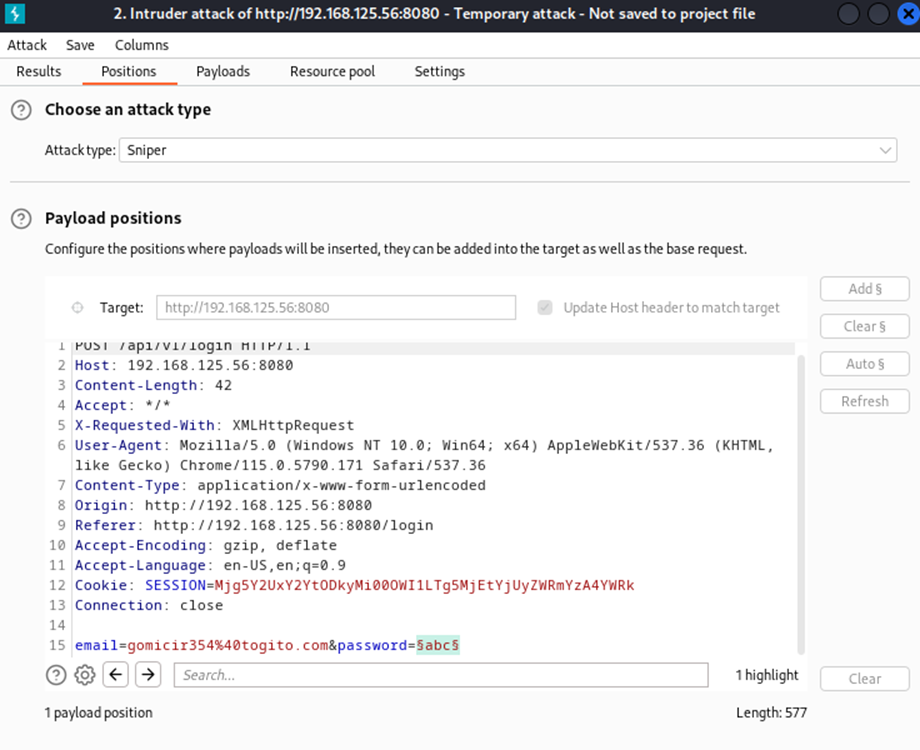 2. Intruder attack of http://192.168.125.56:8080 - Temporary attack - Not saved to project file
Attack Save Columns
Results Positions Payloads Resource pool Settings
? Choose an attack type
Attack type: Sniper
? Payload positions
Configure the positions where payloads will be inserted, they can be added into the target as well as the base request.
Target: http://192.168.125.56:8080 Update Host header to match target
Add §
Clear §
Auto §
Refresh
1 POST /api/v1/login HTTP/1.1
2 Host: 192.168.125.56:8080
3 Content-Length: 42
4 Accept: */*
5 X-Requested-With: XMLHttpRequest
6 User-Agent: Mozilla/5.0 (Windows NT 10.0; Win64; x64) AppleWebKit/537.36 (KHTML,
like Gecko) Chrome/115.0.5790.171 Safari/537.36
7 Content-Type: application/x-www-form-urlencoded
8 Origin: http://192.168.125.56:8080
9 Referer: http://192.168.125.56:8080/login
10 Accept-Encoding: gzip, deflate
11 Accept-Language: en-US,en;q=0.9
12 Cookie: SESSION=Mjg5Y2UxY2YtODkyMi00OWI1LTg5MjEtYjUyZWRmYzA4YWRk
13 Connection: close
14
15 email=gomicir354%40togito.com&password=§abc§
? Search... 1 highlight Clear
1 payload position Length: 577